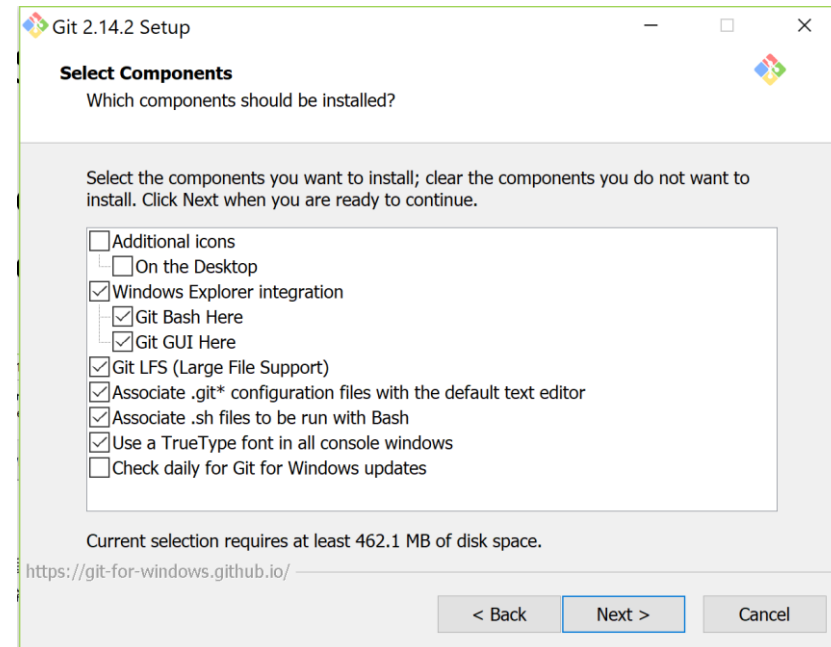 Git 2.14.2 Setup
Select Components
Which components should be installed?
Select the components you want to install; clear the components you do not want to
install. Click Next when you are ready to continue.
Additional icons
On the Desktop
Windows Explorer integration
Git Bash Here
Git GUI Here
Git LFS (Large File Support)
Associate .git* configuration files with the default text editor
Associate .sh files to be run with Bash
Use a TrueType font in all console windows
Check daily for Git for Windows updates
Current selection requires at least 462.1 MB of disk space.
https://git-for-windows.github.io/
< Back Next > Cancel